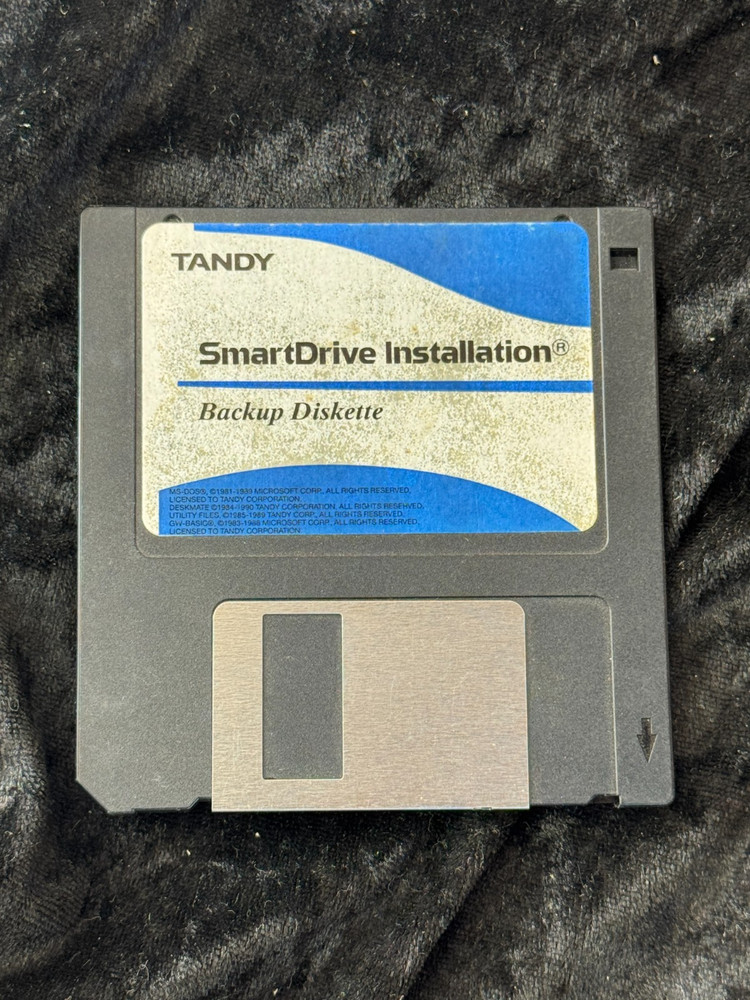 TANDY
SmartDrive Installation®
Backup Diskette
MS-DOS®, ©1981-1989 MICROSOFT CORP., ALL RIGHTS RESERVED.
LICENSED TO TANDY CORPORATION.
DESKMATE ©1984-1990 TANDY CORPORATION. ALL RIGHTS RESERVED.
UTILITY FILES, ©1985-1989 TANDY CORP., ALL RIGHTS RESERVED.
GW-BASIC®, ©1983-1988 MICROSOFT CORP., ALL RIGHTS RESERVED,
LICENSED TO TANDY CORPORATION.